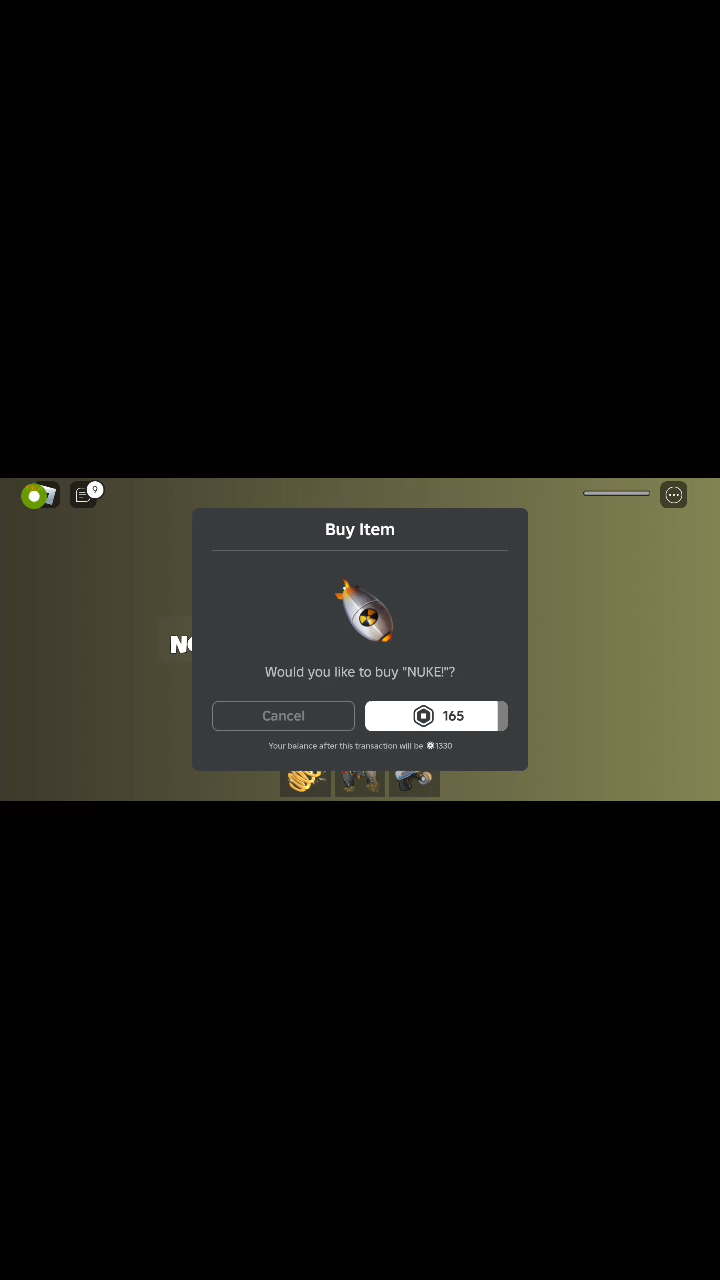 9
Buy Item
Would you like to buy "NUKE!"?
Cancel
165
Your balance after this transaction will be 1330